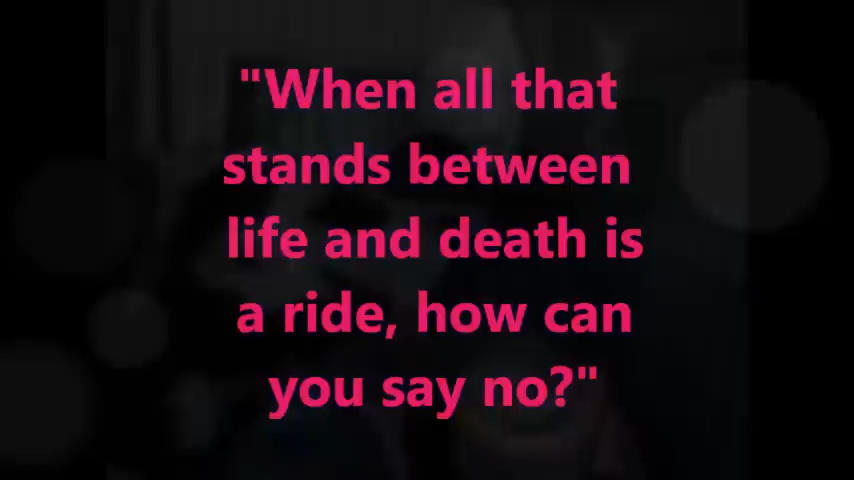 "When all that
stands between
life and death is
a ride, how can
you say no?"